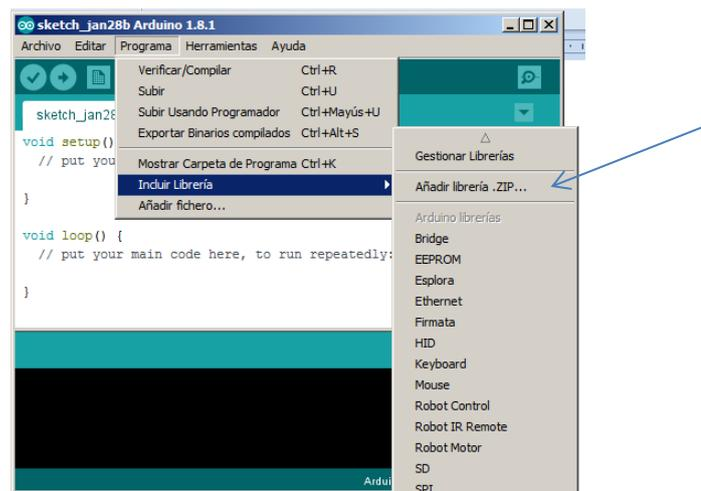 sketch_jan28b Arduino 1.8.1
Archivo Editar Programa Herramientas Ayuda
Verificar/Compilar Ctrl+R
Subir Ctrl+U
Subir Usando Programador Ctrl+Mayús+U
Exportar Binarios compilados Ctrl+Alt+S
Mostrar Carpeta de Programa Ctrl+K
Incluir Librería
Añadir fichero...
sketch_jan28
void setup()
// put you
}
void loop() {
// put your main code here, to run repeatedly:
}
Gestionar Librerías
Añadir librería .ZIP...
Arduino librerías
Bridge
EEPROM
Esplora
Ethernet
Firmata
HID
Keyboard
Mouse
Robot Control
Robot IR Remote
Robot Motor
SD
SPI
Ardui